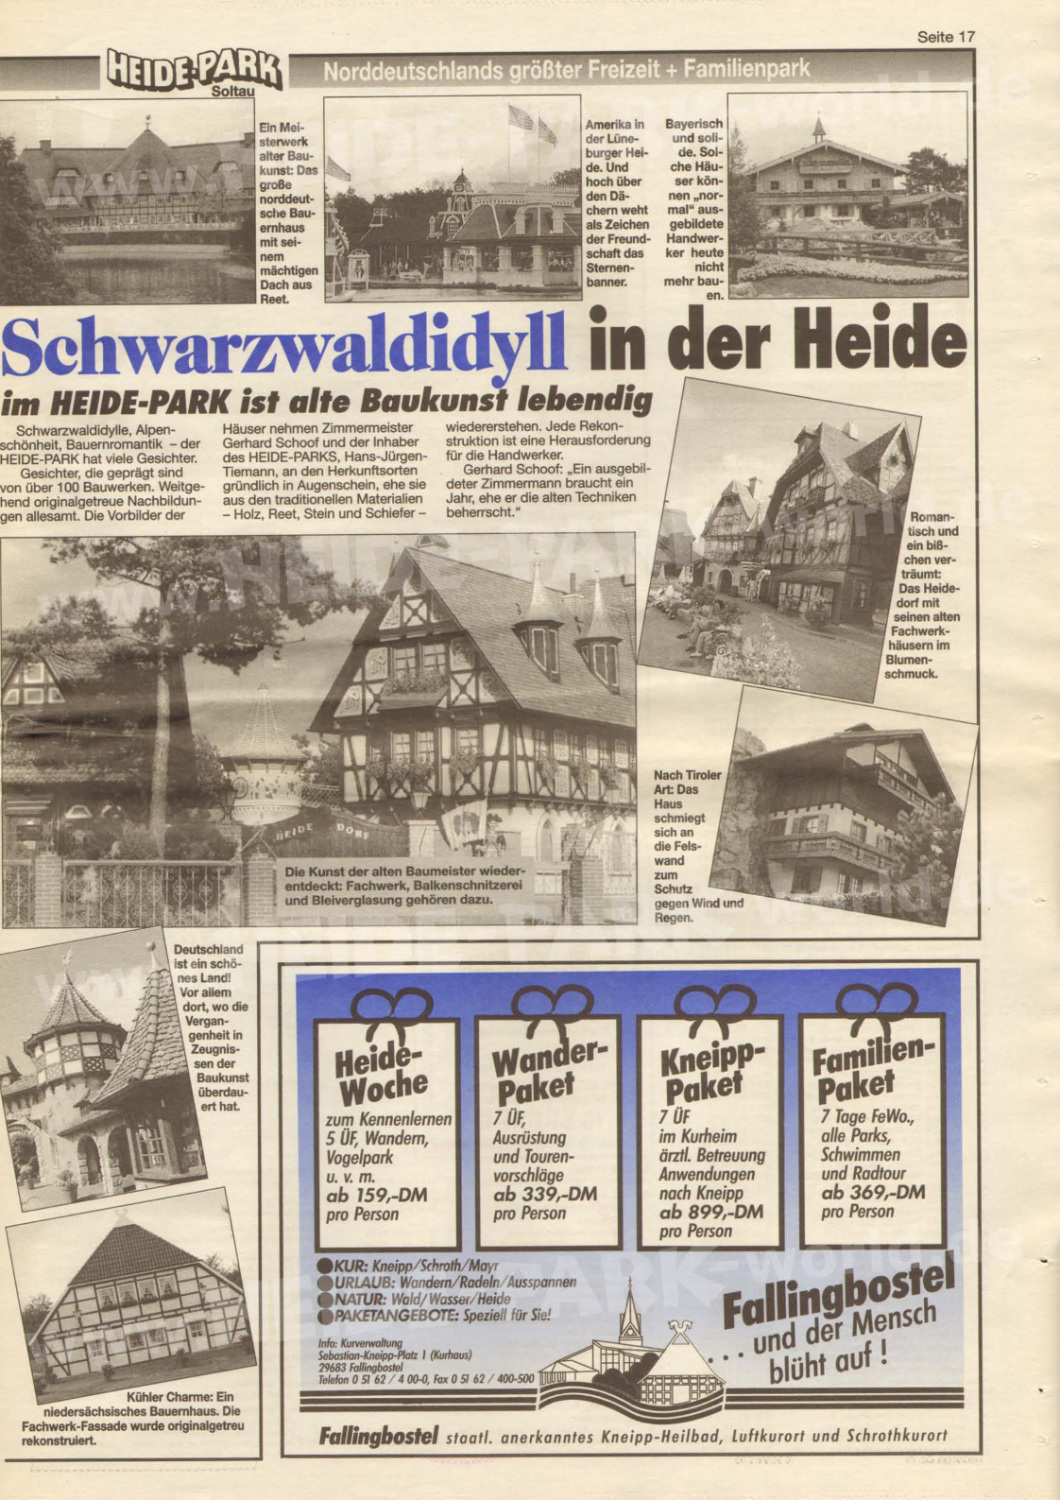 Seite 17
HEIDE-PARK
Soltau
Norddeutschlands größter Freizeit + Familienpark
Ein Mei-
sterwerk
alter Bau-
kunst: Das
große
norddeut-
sche Bau-
ernhaus
mit sei-
nem
mächtigen
Dach aus
Reet.
Amerika in
der Lüne-
burger Hei-
de. Und
hoch über
den Dä-
chern weht
als Zeichen
der Freund-
schaft das
Sternen-
banner.
Bayerisch
und soli-
de. Sol-
che Häu-
ser kön-
nen „nor-
mal“ aus-
gebildete
Handwer-
ker heute
nicht
mehr bau-
en.
Schwarzwaldidyll in der Heide
im HEIDE-PARK ist alte Baukunst lebendig
Schwarzwaldidylle, Alpen-
schönheit, Bauernromantik – der
HEIDE-PARK hat viele Gesichter.
Gesichter, die geprägt sind
von über 100 Bauwerken. Weitge-
hend originalgetreue Nachbildun-
gen allesamt. Die Vorbilder der
Häuser nehmen Zimmermeister
Gerhard Schoof und der Inhaber
des HEIDE-PARKS, Hans-Jürgen-
Tiemann, an den Herkunftsorten
gründlich in Augenschein, ehe sie
aus den traditionellen Materialien
– Holz, Reet, Stein und Schiefer –
wiedererstehen. Jede Rekon-
struktion ist eine Herausforderung
für die Handwerker.
Gerhard Schoof: „Ein ausgebil-
deter Zimmermann braucht ein
Jahr, ehe er die alten Techniken
beherrscht.“
Roman-
tisch und
ein biß-
chen ver-
träumt:
Das Heide-
dorf mit
seinen alten
Fachwerk-
häusern im
Blumen-
schmuck.
HEIDE DORF
Die Kunst der alten Baumeister wieder-
entdeckt: Fachwerk, Balkenschnitzerei
und Bleiverglasung gehören dazu.
Nach Tiroler
Art: Das
Haus
schmiegt
sich an
die Fels-
wand
zum
Schutz
gegen Wind und
Regen.
Deutschland
ist ein schö-
nes Land!
Vor allem
dort, wo die
Vergan-
genheit in
Zeugnis-
sen der
Baukunst
überdau-
ert hat.
Kühler Charme: Ein
niedersächsisches Bauernhaus. Die
Fachwerk-Fassade wurde originalgetreu
rekonstruiert.
Heide-
Woche
zum Kennenlernen
5 ÜF, Wandern,
Vogelpark
u. v. m.
ab 159,-DM
pro Person
Wander-
Paket
7 ÜF,
Ausrüstung
und Touren-
vorschläge
ab 339,-DM
pro Person
Kneipp-
Paket
7 ÜF
im Kurheim
ärztl. Betreuung
Anwendungen
nach Kneipp
ab 899,-DM
pro Person
Familien-
Paket
7 Tage FeWo.,
alle Parks,
Schwimmen
und Radtour
ab 369,-DM
pro Person
KUR: Kneipp/Schroth/Mayr
URLAUB: Wandern/Radeln/Ausspannen
NATUR: Wald/Wasser/Heide
PAKETANGEBOTE: Speziell für Sie!
Info: Kurverwaltung
Sebastian-Kneipp-Platz 1 (Kurhaus)
29683 Fallingbostel
Telefon 0 51 62 / 4 00-0, Fax 0 51 62 / 400-500
Fallingbostel
... und der Mensch
blüht auf !
Fallingbostel staatl. anerkanntes Kneipp-Heilbad, Luftkurort und Schrothkurort